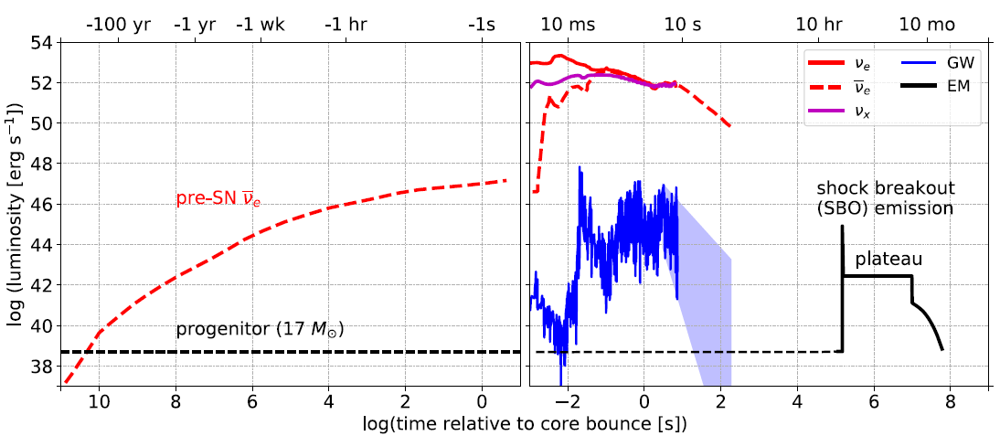 -100 yr -1 yr -1 wk -1 hr -1s 10 ms 10 s 10 hr 10 mo
54
52
50
48
46
44
42
40
38
log (luminosity [erg s⁻¹])
pre-SN ν̅ₑ
progenitor (17 M☉)
νₑ GW
ν̅ₑ EM
νₓ
shock breakout
(SBO) emission
plateau
10 8 6 4 2 0 −2 0 2 4 6 8
log(time relative to core bounce [s])